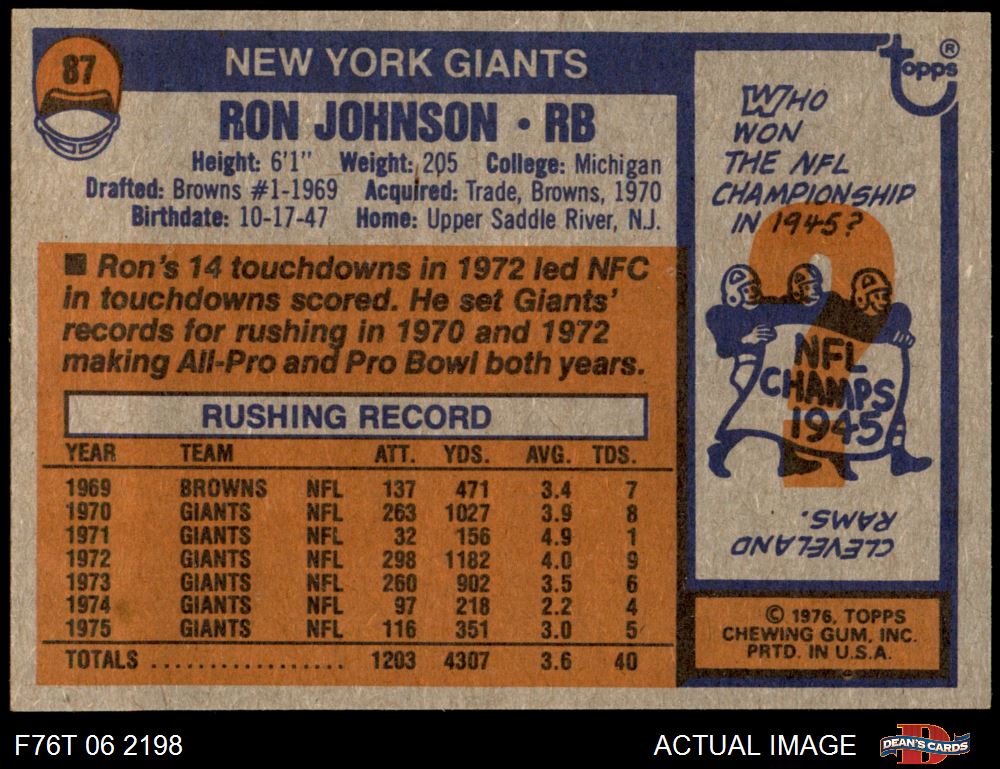 87
NEW YORK GIANTS
RON JOHNSON • RB
Height: 6'1" Weight: 205 College: Michigan
Drafted: Browns #1-1969 Acquired: Trade, Browns, 1970
Birthdate: 10-17-47 Home: Upper Saddle River, N.J.
■ Ron's 14 touchdowns in 1972 led NFC
in touchdowns scored. He set Giants'
records for rushing in 1970 and 1972
making All-Pro and Pro Bowl both years.
RUSHING RECORD
YEAR TEAM ATT. YDS. AVG. TDS.
1969 BROWNS NFL 137 471 3.4 7
1970 GIANTS NFL 263 1027 3.9 8
1971 GIANTS NFL 32 156 4.9 1
1972 GIANTS NFL 298 1182 4.0 9
1973 GIANTS NFL 260 902 3.5 6
1974 GIANTS NFL 97 218 2.2 4
1975 GIANTS NFL 116 351 3.0 5
TOTALS .................. 1203 4307 3.6 40
topps ®
WHO
WON
THE NFL
CHAMPIONSHIP
IN 1945?
?
NFL
CHAMPS
1945
CLEVELAND
RAMS.
© 1976, TOPPS
CHEWING GUM, INC.
PRTD. IN U.S.A.
F76T 06 2198
ACTUAL IMAGE
DEAN'S CARDS